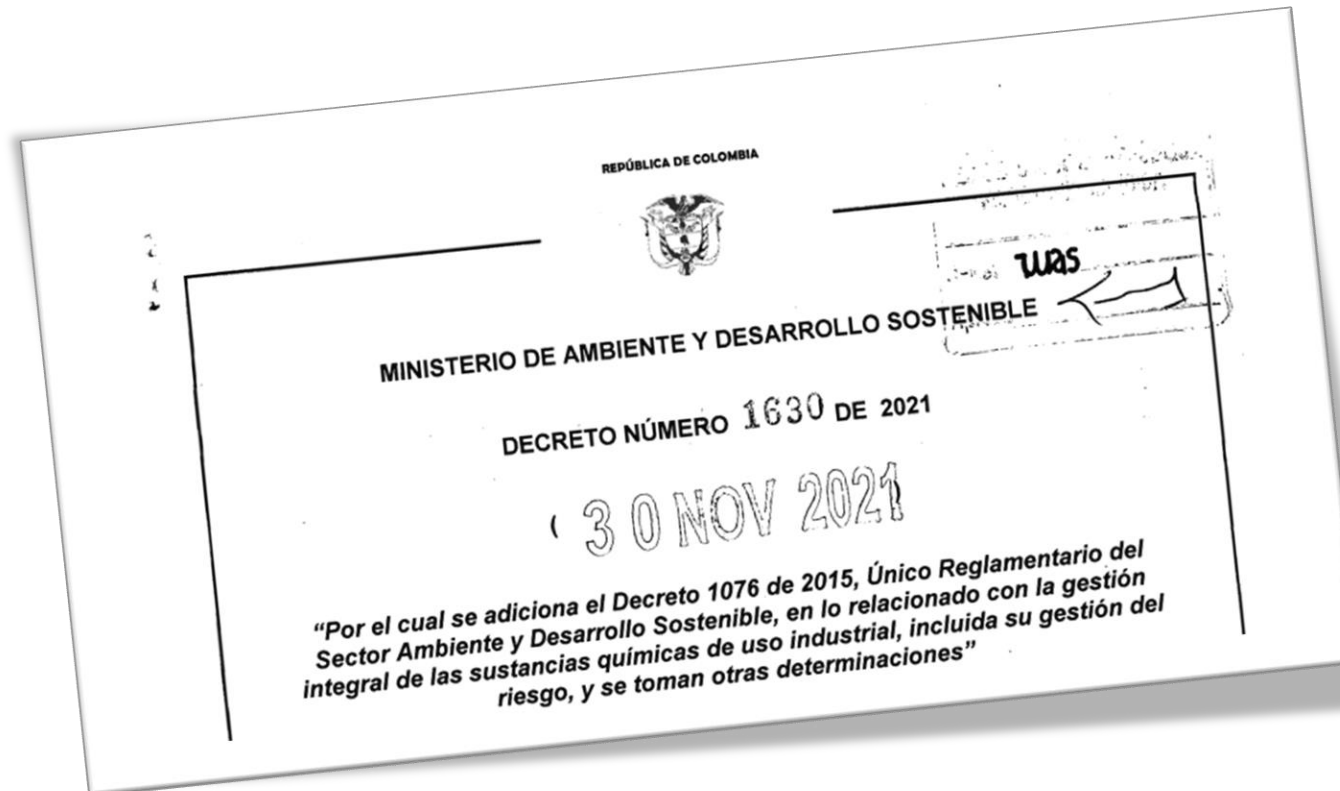 REPÚBLICA DE COLOMBIA
was
MINISTERIO DE AMBIENTE Y DESARROLLO SOSTENIBLE
DECRETO NÚMERO 1630 DE 2021
( 30 NOV 2021
“Por el cual se adiciona el Decreto 1076 de 2015, Único Reglamentario del
Sector Ambiente y Desarrollo Sostenible, en lo relacionado con la gestión
integral de las sustancias químicas de uso industrial, incluida su gestión del
riesgo, y se toman otras determinaciones”